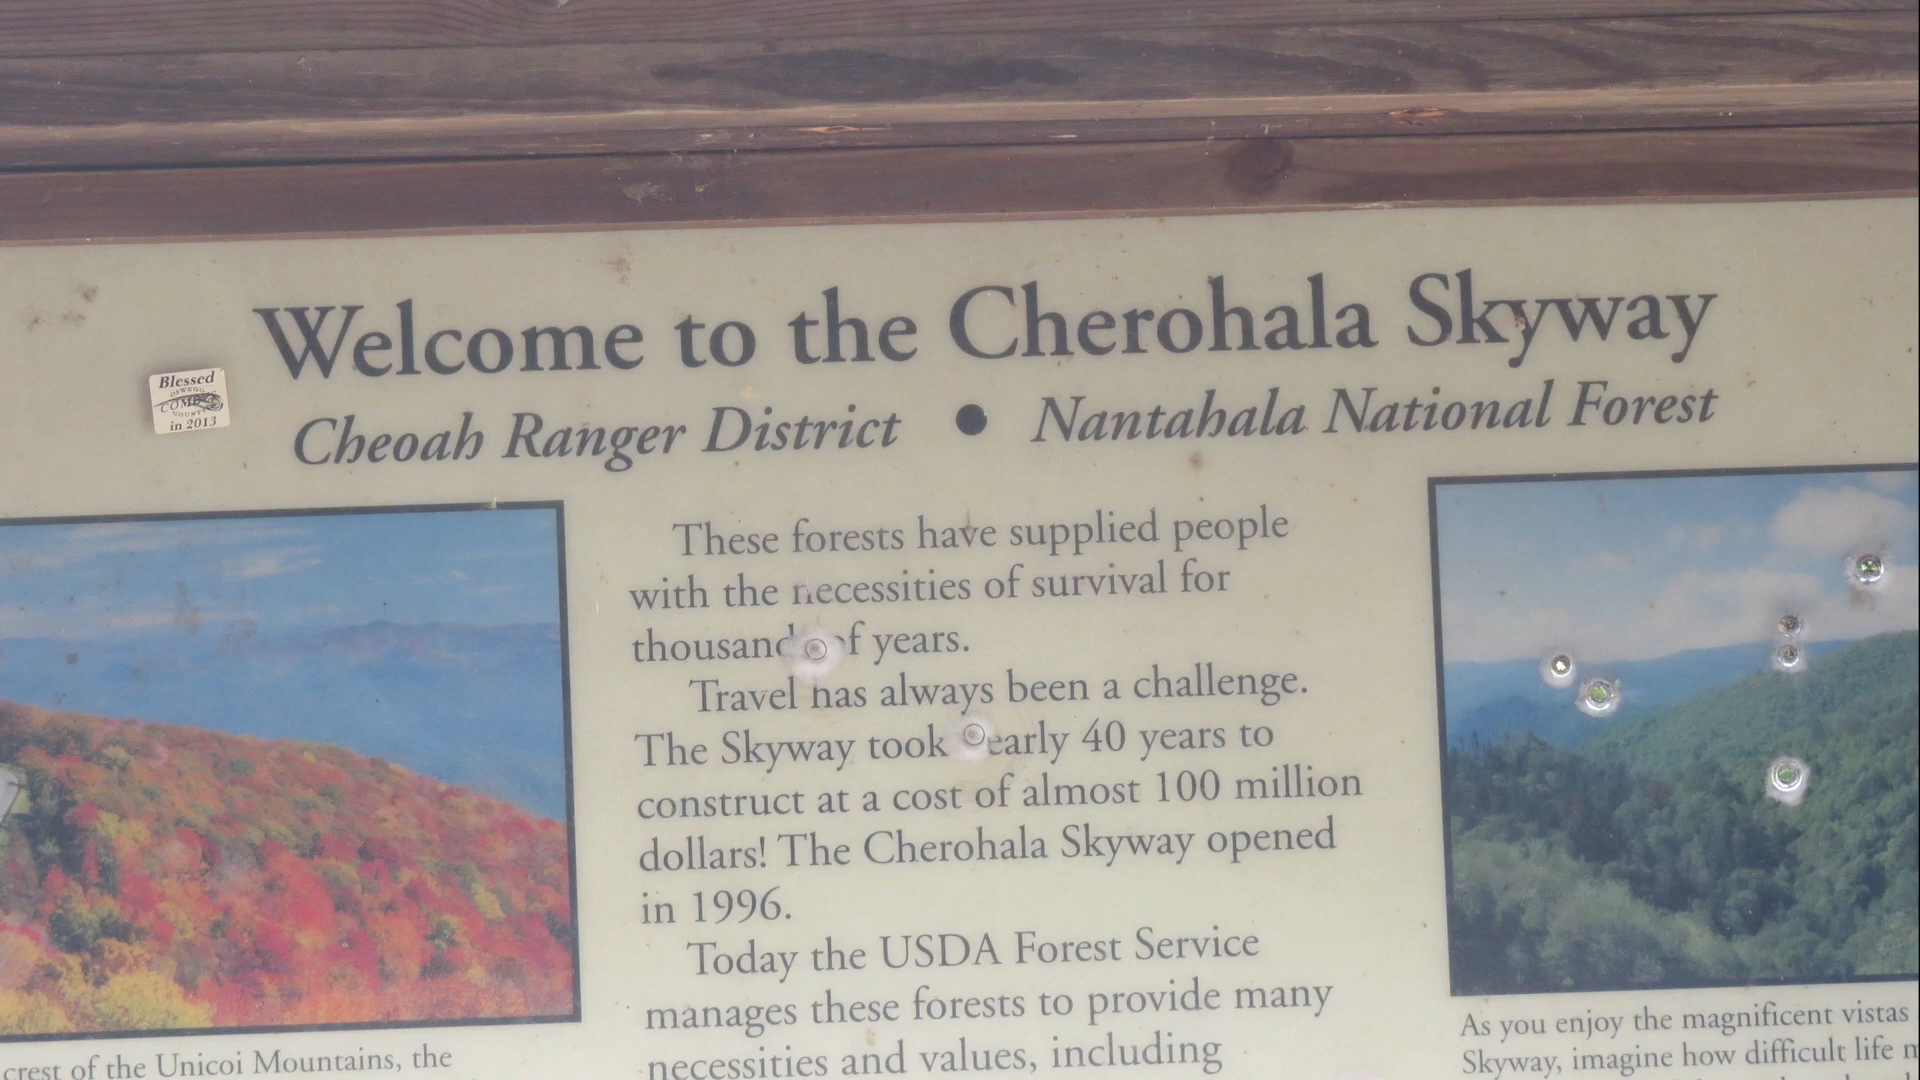 Welcome to the Cherohala Skyway
Cheoah Ranger District • Nantahala National Forest
Blessed
OSWEGO
COUNTY
in 2013
These forests have supplied people
with the necessities of survival for
thousand of years.
Travel has always been a challenge.
The Skyway took early 40 years to
construct at a cost of almost 100 million
dollars! The Cherohala Skyway opened
in 1996.
Today the USDA Forest Service
manages these forests to provide many
necessities and values, including
crest of the Unicoi Mountains, the
As you enjoy the magnificent vistas
Skyway, imagine how difficult life